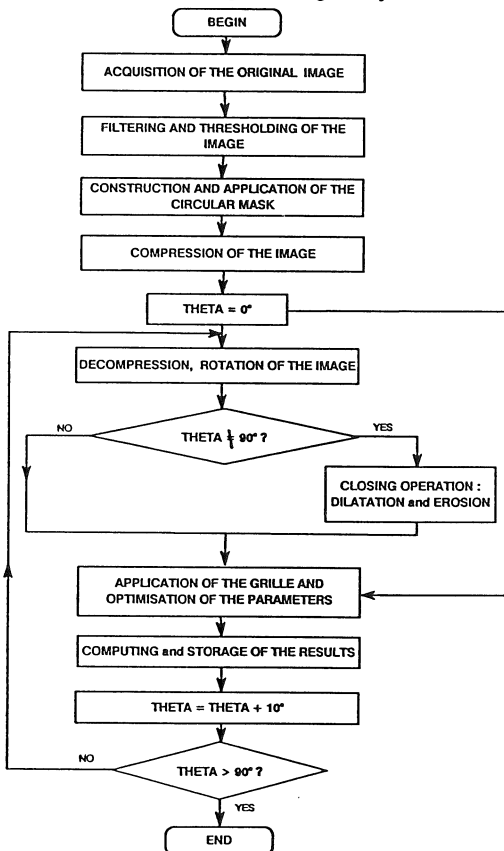 BEGIN
ACQUISITION OF THE ORIGINAL IMAGE
FILTERING AND THRESHOLDING OF THE
IMAGE
CONSTRUCTION AND APPLICATION OF THE
CIRCULAR MASK
COMPRESSION OF THE IMAGE
THETA = 0°
DECOMPRESSION, ROTATION OF THE IMAGE
NO
THETA ≠ 90° ?
YES
CLOSING OPERATION :
DILATATION and EROSION
APPLICATION OF THE GRILLE AND
OPTIMISATION OF THE PARAMETERS
COMPUTING and STORAGE OF THE RESULTS
THETA = THETA + 10°
NO
THETA > 90° ?
YES
END